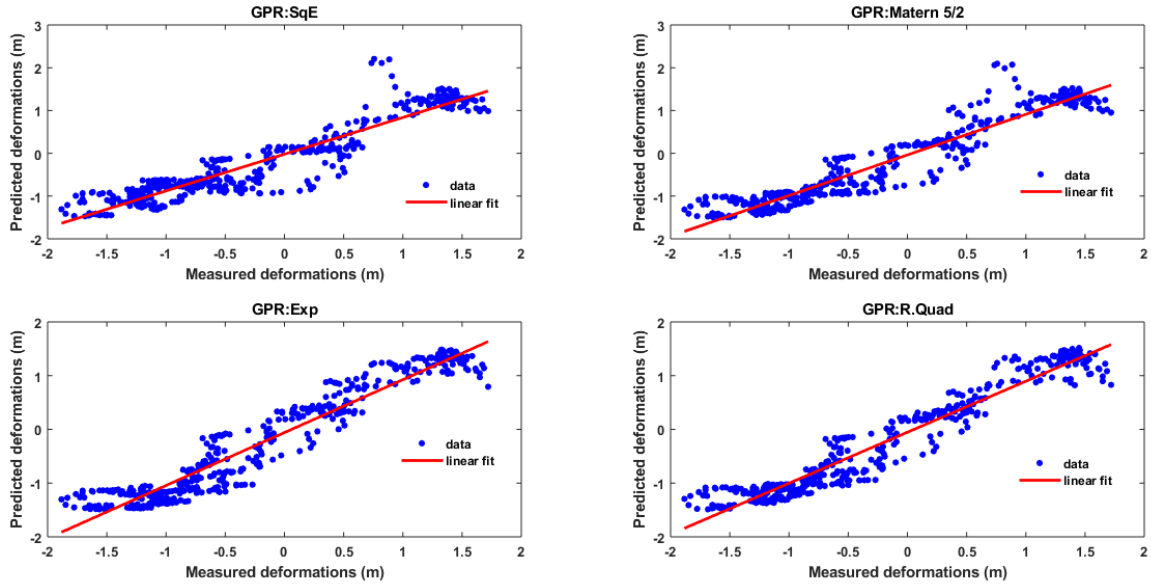 GPR:SqE
3
2
1
0
-1
-2
Predicted deformations (m)
data
linear fit
-2 -1.5 -1 -0.5 0 0.5 1 1.5 2
Measured deformations (m)
GPR:Matern 5/2
3
2
1
0
-1
-2
Predicted deformations (m)
data
linear fit
-2 -1.5 -1 -0.5 0 0.5 1 1.5 2
Measured deformations (m)
GPR:Exp
2
1
0
-1
-2
Predicted deformations (m)
data
linear fit
-2 -1.5 -1 -0.5 0 0.5 1 1.5 2
Measured deformations (m)
GPR:R.Quad
2
1
0
-1
-2
Predicted deformations (m)
data
linear fit
-2 -1.5 -1 -0.5 0 0.5 1 1.5 2
Measured deformations (m)